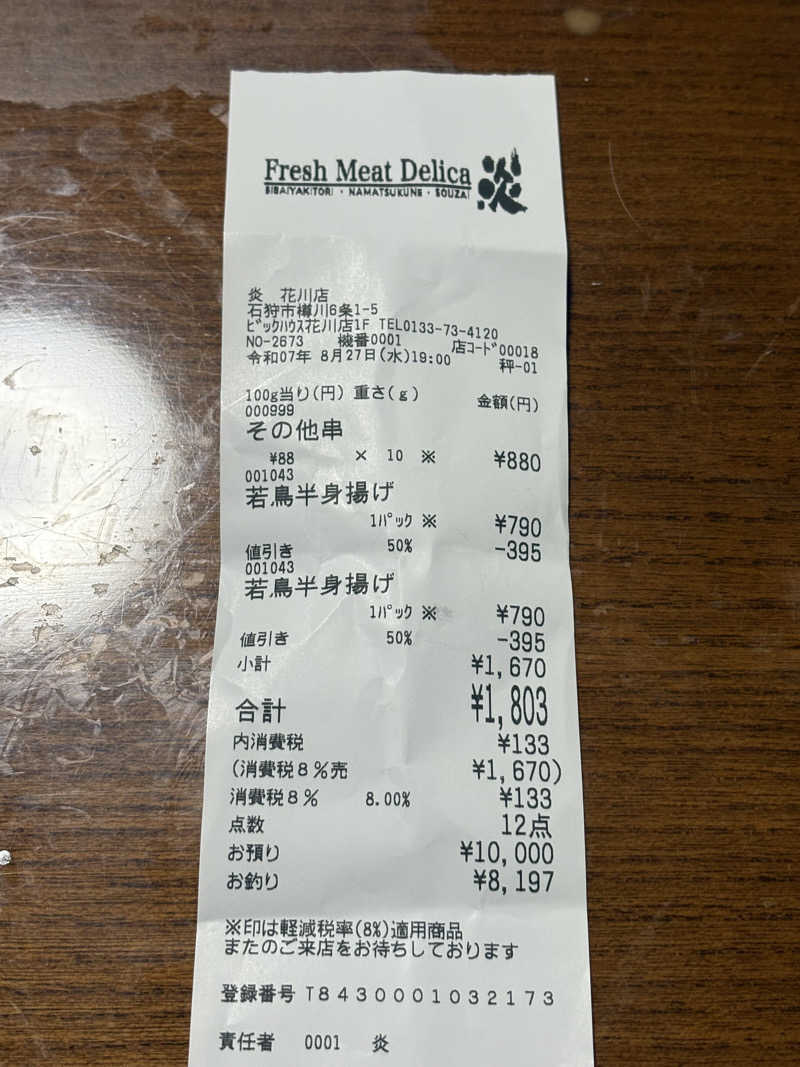 Fresh Meat Delica 炎
BIBAIYAKITORI・NAMATSUKUNE・SOUZAI
炎 花川店
石狩市樽川6条1-5
ﾋﾞｯｸﾊｳｽ花川店1F TEL0133-73-4120
NO-2673 機番0001 店ｺｰﾄﾞ00018
令和07年 8月27日(水)19:00 秤-01
100g当り(円) 重さ(g) 金額(円)
000999
その他串
¥88 × 10 ※ ¥880
001043
若鳥半身揚げ
1ﾊﾟｯｸ ※ ¥790
値引き 50% -395
001043
若鳥半身揚げ
1ﾊﾟｯｸ ※ ¥790
値引き 50% -395
小計 ¥1,670
合計 ¥1,803
内消費税 ¥133
(消費税8%売 ¥1,670)
消費税8% 8.00% ¥133
点数 12点
お預り ¥10,000
お釣り ¥8,197
※印は軽減税率(8%)適用商品
またのご来店をお待ちしております
登録番号 T8430001032173
責任者 0001 炎